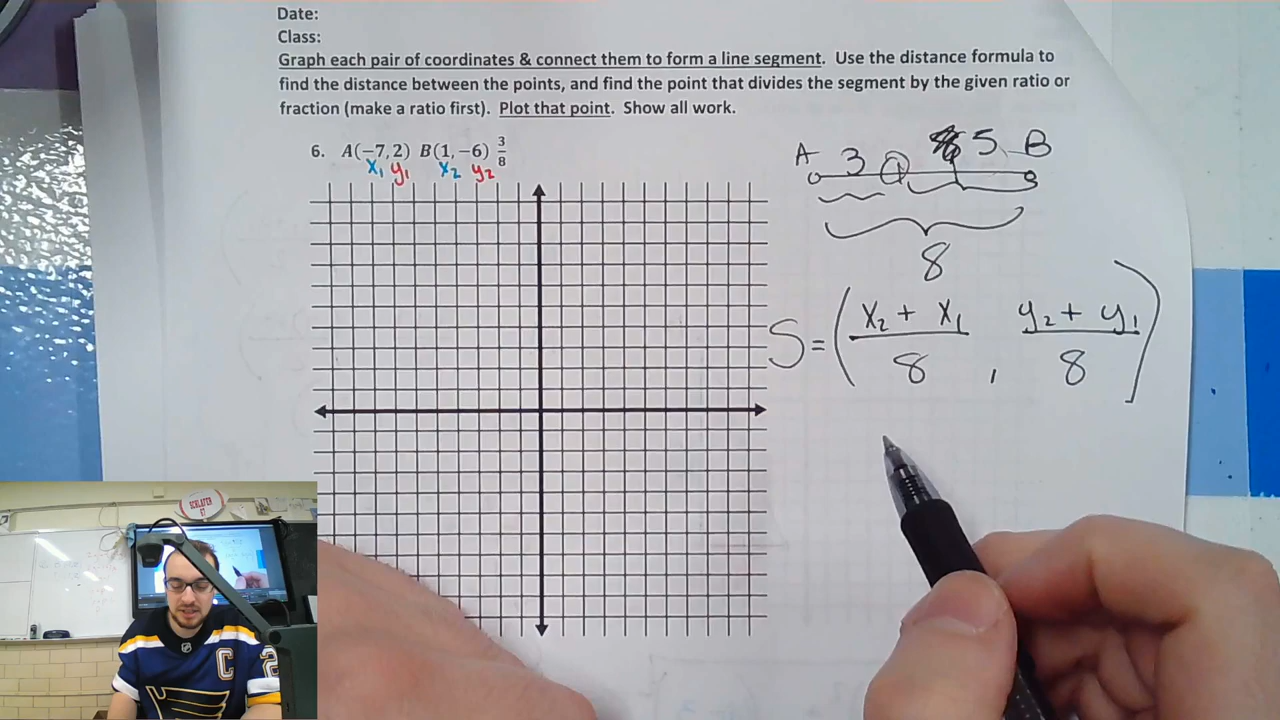 Date:
Class:
Graph each pair of coordinates & connect them to form a line segment. Use the distance formula to
find the distance between the points, and find the point that divides the segment by the given ratio or
fraction (make a ratio first). Plot that point. Show all work.
6. A(−7, 2) B(1, −6) 3/8
x₁ y₁ x₂ y₂
A 3 5 B
8
S = ( (x₂ + x₁)/8 , (y₂ + y₁)/8 )
SCHLAFER
57
C
2